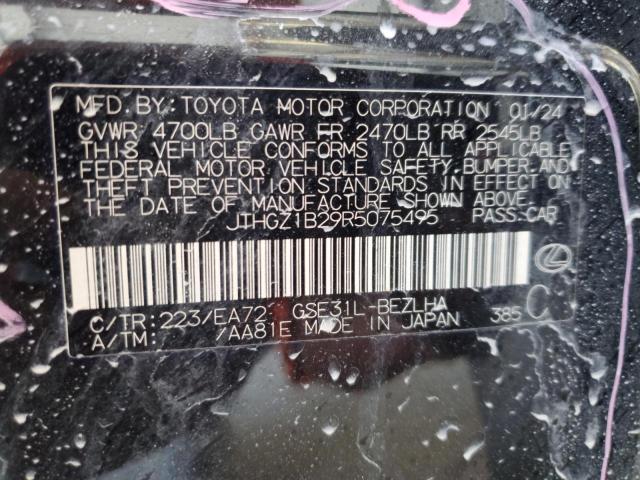 MFD.BY:TOYOTA MOTOR CORPORATION 01/24
GVWR 4700LB GAWR FR 2470LB RR 2545LB
THIS VEHICLE CONFORMS TO ALL APPLICABLE
FEDERAL MOTOR VEHICLE SAFETY,BUMPER,AND
THEFT PREVENTION STANDARDS IN EFFECT ON
THE DATE OF MANUFACTURE SHOWN ABOVE.
JTHGZ1B29R5075495 PASS.CAR
C/TR:223/EA72 GSE31L-BEZLHA
A/TM: /AA81E MADE IN JAPAN 385 C